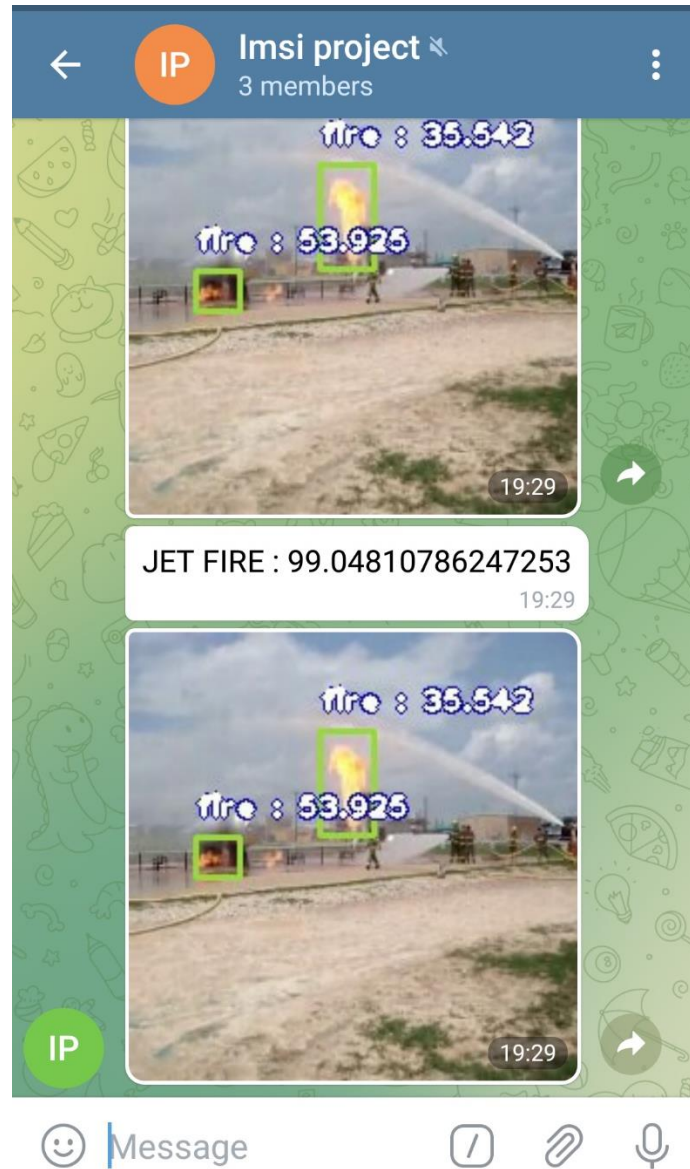 IP
Imsi project
3 members
fire : 35.542
fire : 53.925
19:29
JET FIRE : 99.04810786247253
19:29
fire : 35.542
fire : 53.925
IP
19:29
Message